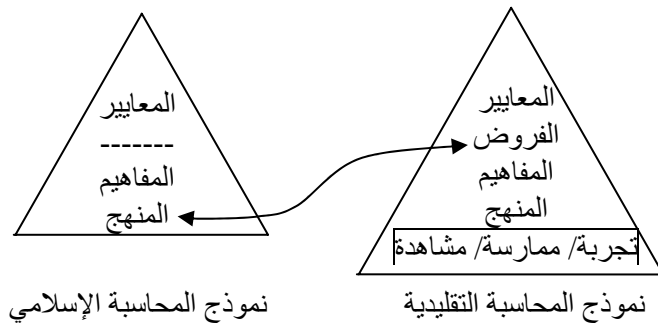 المعايير
الفروض
المفاهيم
المنهج
تجربة/ ممارسة/ مشاهدة
نموذج المحاسبة التقليدية
المعايير
-------
المفاهيم
المنهج
نموذج المحاسبة الإسلامي